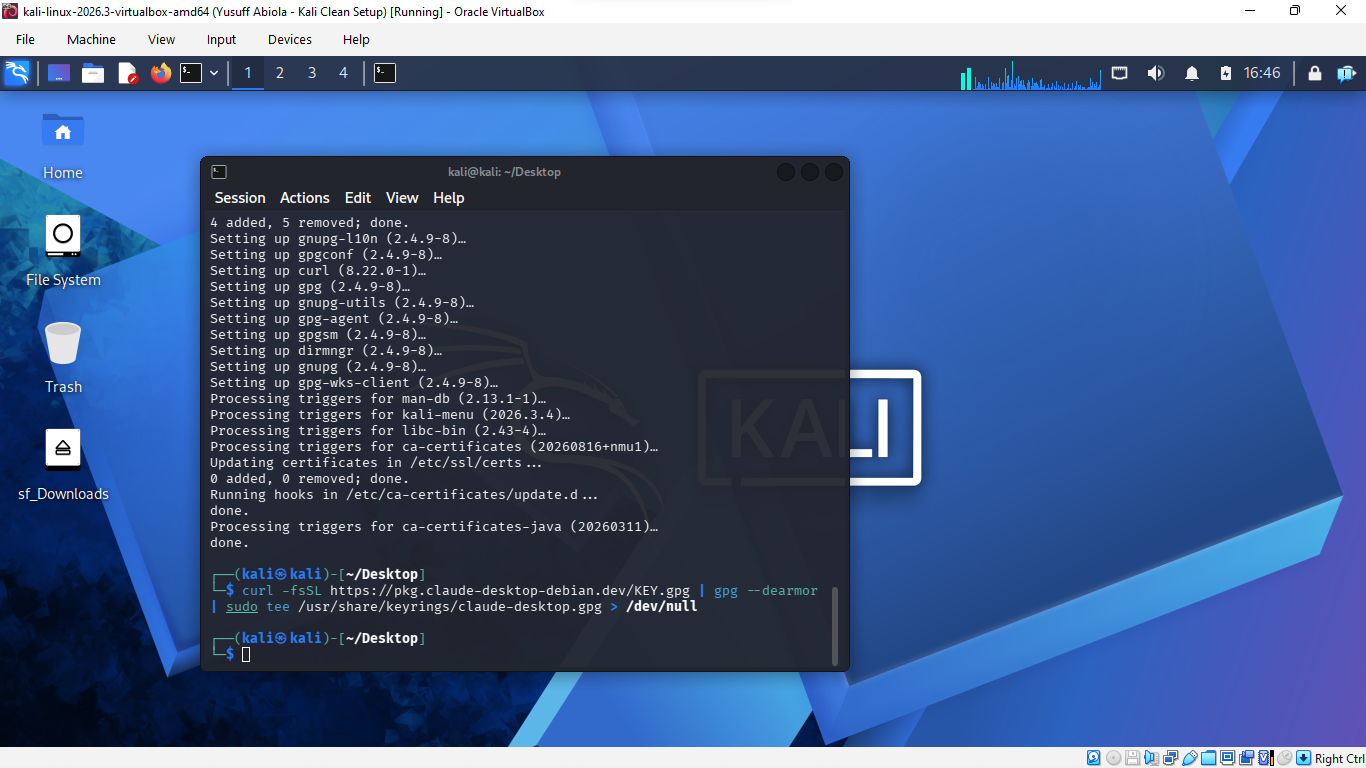 kali-linux-2026.3-virtualbox-amd64 (Yusuff Abiola - Kali Clean Setup) [Running] - Oracle VirtualBox
File Machine View Input Devices Help
1 2 3 4 16:46
Home
File System
Trash
sf_Downloads
kali@kali: ~/Desktop
Session Actions Edit View Help
4 added, 5 removed; done.
Setting up gnupg-l10n (2.4.9-8)…
Setting up gpgconf (2.4.9-8)…
Setting up curl (8.22.0-1)…
Setting up gpg (2.4.9-8)…
Setting up gnupg-utils (2.4.9-8)…
Setting up gpg-agent (2.4.9-8)…
Setting up gpgsm (2.4.9-8)…
Setting up dirmngr (2.4.9-8)…
Setting up gnupg (2.4.9-8)…
Setting up gpg-wks-client (2.4.9-8)…
Processing triggers for man-db (2.13.1-1)…
Processing triggers for kali-menu (2026.3.4)…
Processing triggers for libc-bin (2.43-4)…
Processing triggers for ca-certificates (20260816+nmu1)…
Updating certificates in /etc/ssl/certs...
0 added, 0 removed; done.
Running hooks in /etc/ca-certificates/update.d...
done.
Processing triggers for ca-certificates-java (20260311)…
done.
┌──(kali㉿kali)-[~/Desktop]
└─$ curl -fsSL https://pkg.claude-desktop-debian.dev/KEY.gpg | gpg --dearmor
| sudo tee /usr/share/keyrings/claude-desktop.gpg > /dev/null
┌──(kali㉿kali)-[~/Desktop]
└─$
KALI
Right Ctrl